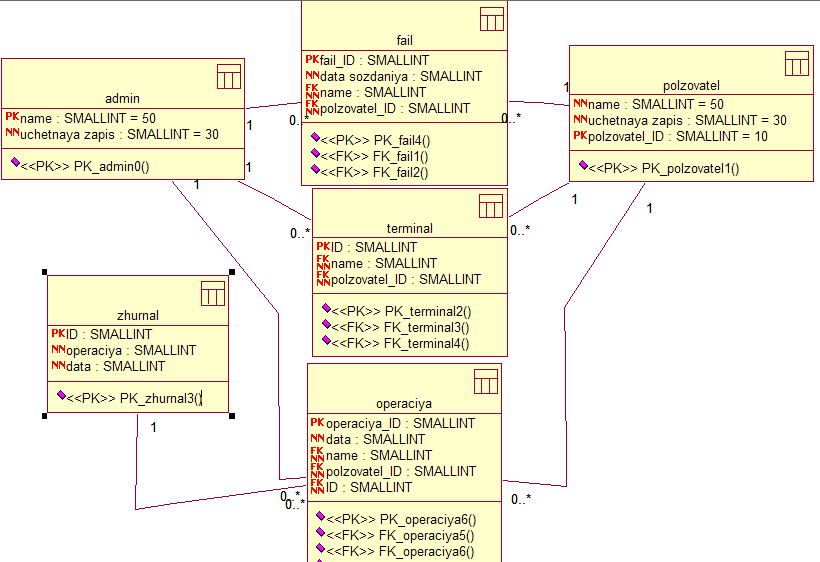 fail
PK fail_ID : SMALLINT
NN data sozdaniya : SMALLINT
FK NN name : SMALLINT
FK NN polzovatel_ID : SMALLINT
<<PK>> PK_fail4()
<<FK>> FK_fail1()
<<FK>> FK_fail2()
admin
PK name : SMALLINT = 50
NN uchetnaya zapis : SMALLINT = 30
<<PK>> PK_admin0()
polzovatel
NN name : SMALLINT = 50
NN uchetnaya zapis : SMALLINT = 30
PK polzovatel_ID : SMALLINT = 10
<<PK>> PK_polzovatel1()
1
0..*
1
0..*
1
1
0..*
1
0..*
1
terminal
PK ID : SMALLINT
FK NN name : SMALLINT
FK NN polzovatel_ID : SMALLINT
<<PK>> PK_terminal2()
<<FK>> FK_terminal3()
<<FK>> FK_terminal4()
zhurnal
PK ID : SMALLINT
NN operaciya : SMALLINT
NN data : SMALLINT
<<PK>> PK_zhurnal3()
1
operaciya
PK operaciya_ID : SMALLINT
NN data : SMALLINT
FK NN name : SMALLINT
FK NN polzovatel_ID : SMALLINT
FK NN ID : SMALLINT
<<PK>> PK_operaciya6()
<<FK>> FK_operaciya5()
<<FK>> FK_operaciya6()
0..*
0..*
0..*